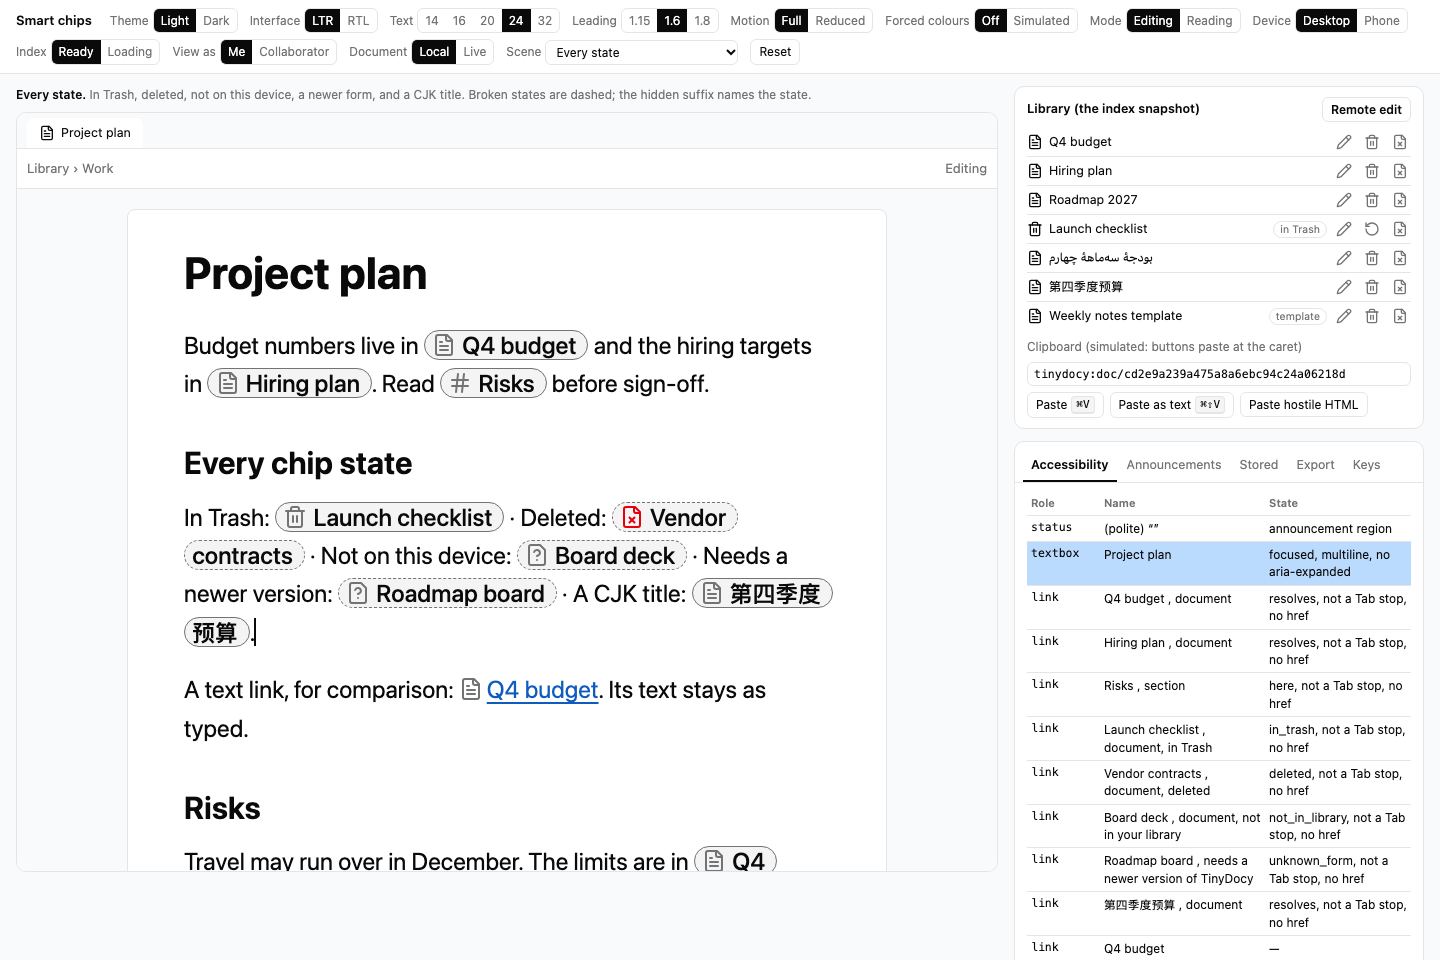 Smart chips Theme Light Dark Interface LTR RTL Text 14 16 20 24 32 Leading 1.15 1.6 1.8 Motion Full Reduced Forced colours Off Simulated Mode Editing Reading Device Desktop Phone
Index Ready Loading View as Me Collaborator Document Local Live Scene Every state Reset
Every state. In Trash, deleted, not on this device, a newer form, and a CJK title. Broken states are dashed; the hidden suffix names the state.
Project plan
Library › Work Editing
Project plan
Budget numbers live in Q4 budget and the hiring targets
in Hiring plan. Read # Risks before sign-off.
Every chip state
In Trash: Launch checklist · Deleted: Vendor
contracts · Not on this device: Board deck · Needs a
newer version: Roadmap board · A CJK title: 第四季度
预算.
A text link, for comparison: Q4 budget. Its text stays as
typed.
Risks
Travel may run over in December. The limits are in Q4
Library (the index snapshot) Remote edit
Q4 budget
Hiring plan
Roadmap 2027
Launch checklist in Trash
بودجهٔ سه‌ماههٔ چهارم
第四季度预算
Weekly notes template template
Clipboard (simulated: buttons paste at the caret)
tinydocy:doc/cd2e9a239a475a8a6ebc94c24a06218d
Paste ⌘V Paste as text ⌘⇧V Paste hostile HTML
Accessibility Announcements Stored Export Keys
Role Name State
status (polite) “” announcement region
textbox Project plan focused, multiline, no
aria-expanded
link Q4 budget , document resolves, not a Tab stop,
no href
link Hiring plan , document resolves, not a Tab stop,
no href
link Risks , section here, not a Tab stop, no
href
link Launch checklist , in_trash, not a Tab stop,
document, in Trash no href
link Vendor contracts , deleted, not a Tab stop,
document, deleted no href
link Board deck , document, not not_in_library, not a Tab
in your library stop, no href
link Roadmap board , needs a unknown_form, not a
newer version of TinyDocy Tab stop, no href
link 第四季度预算 , document resolves, not a Tab stop,
no href
link Q4 budget —